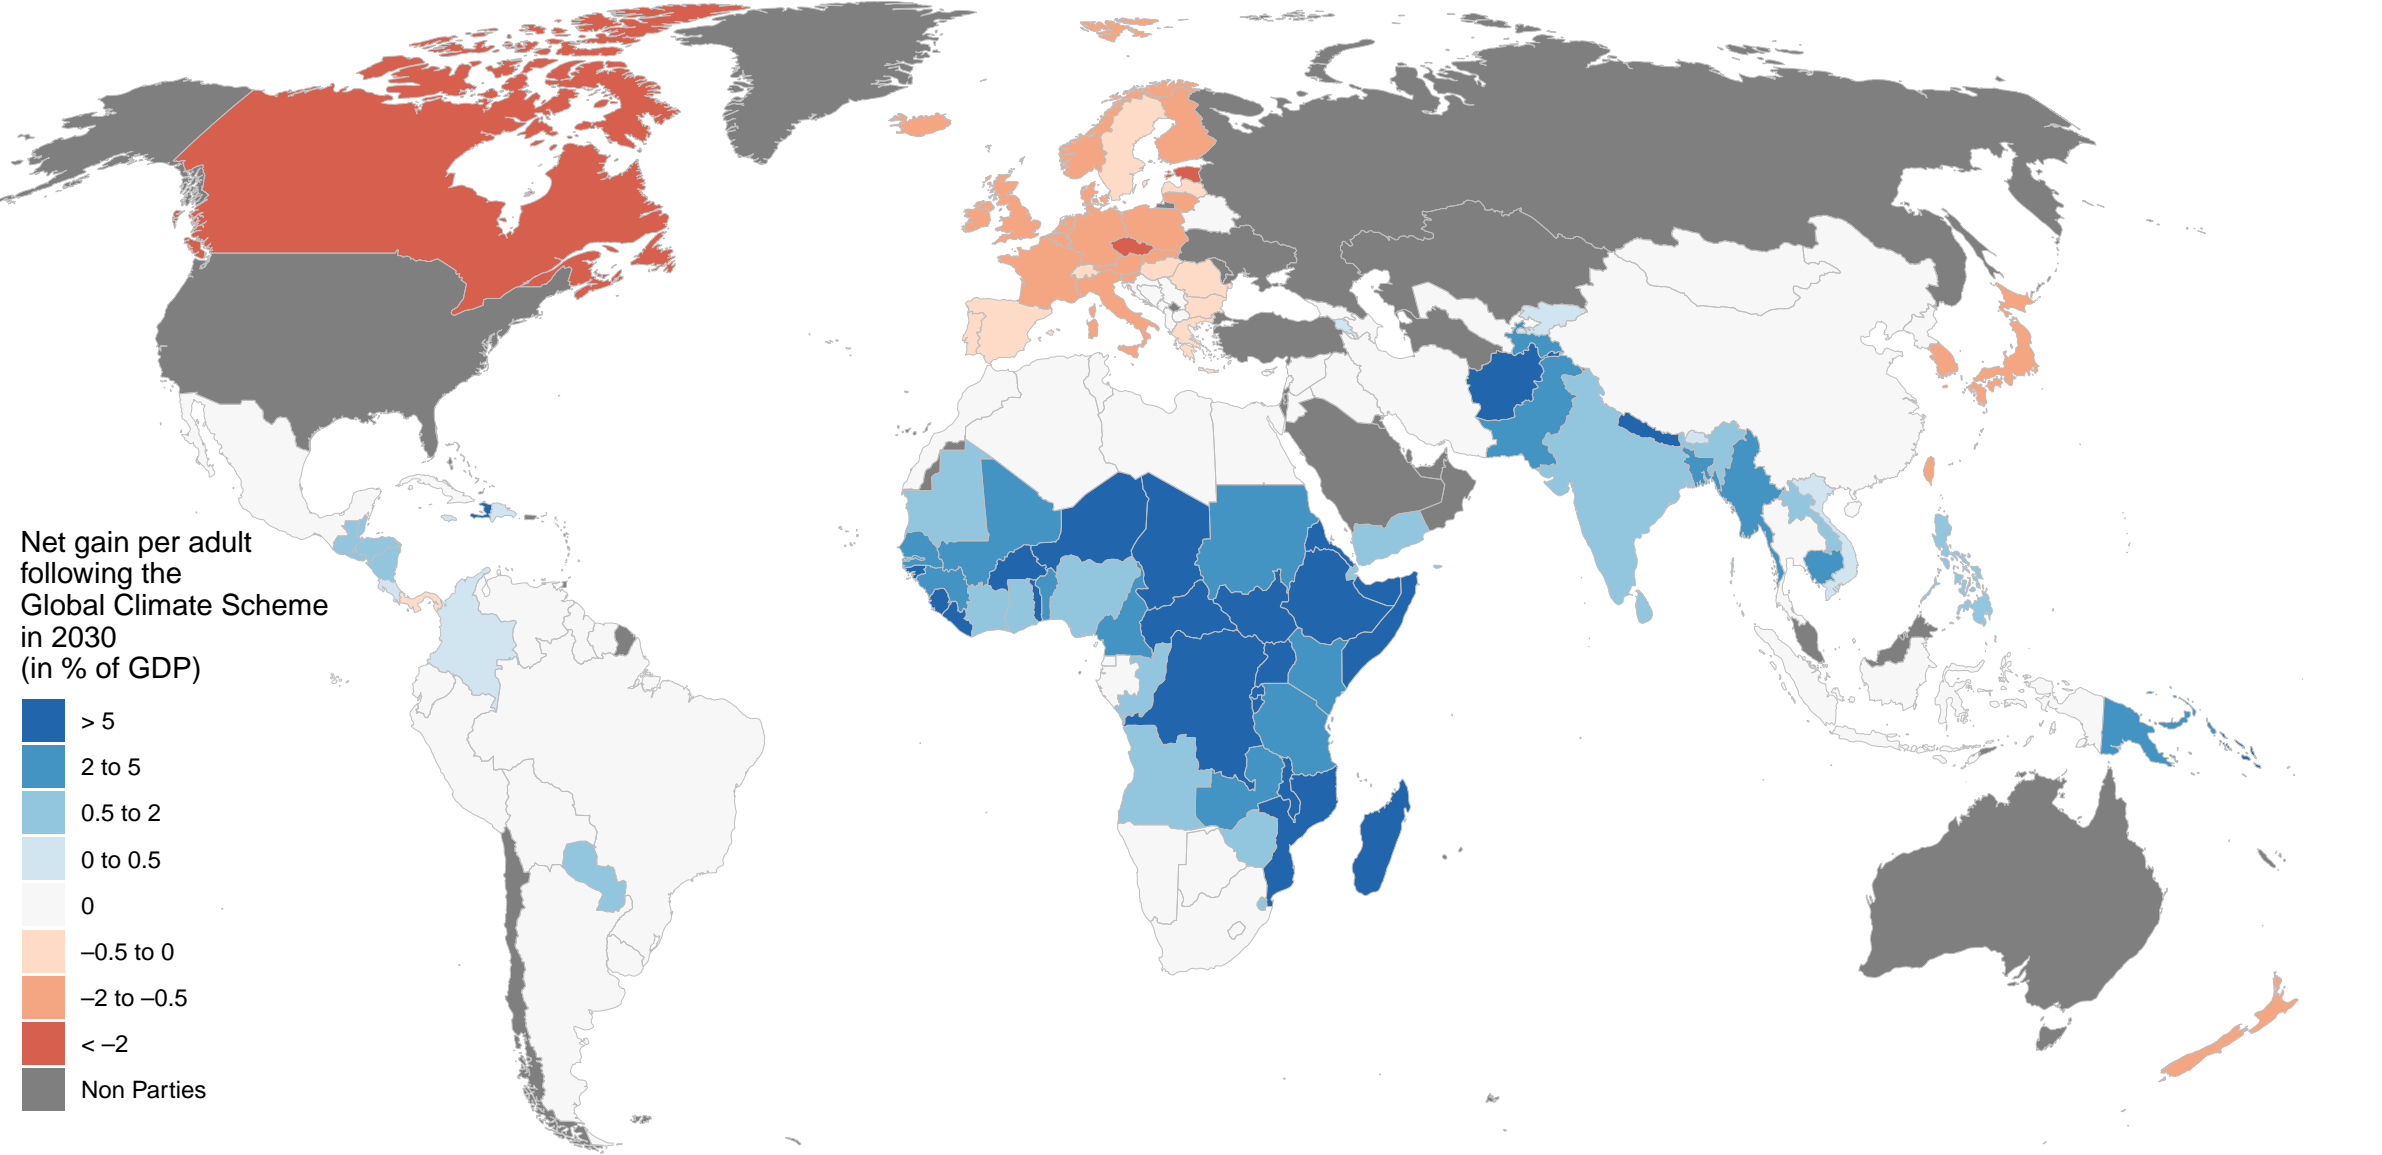 Net gain per adult
following the
Global Climate Scheme
in 2030
(in % of GDP)
> 5
2 to 5
0.5 to 2
0 to 0.5
0
–0.5 to 0
–2 to –0.5
< –2
Non Parties